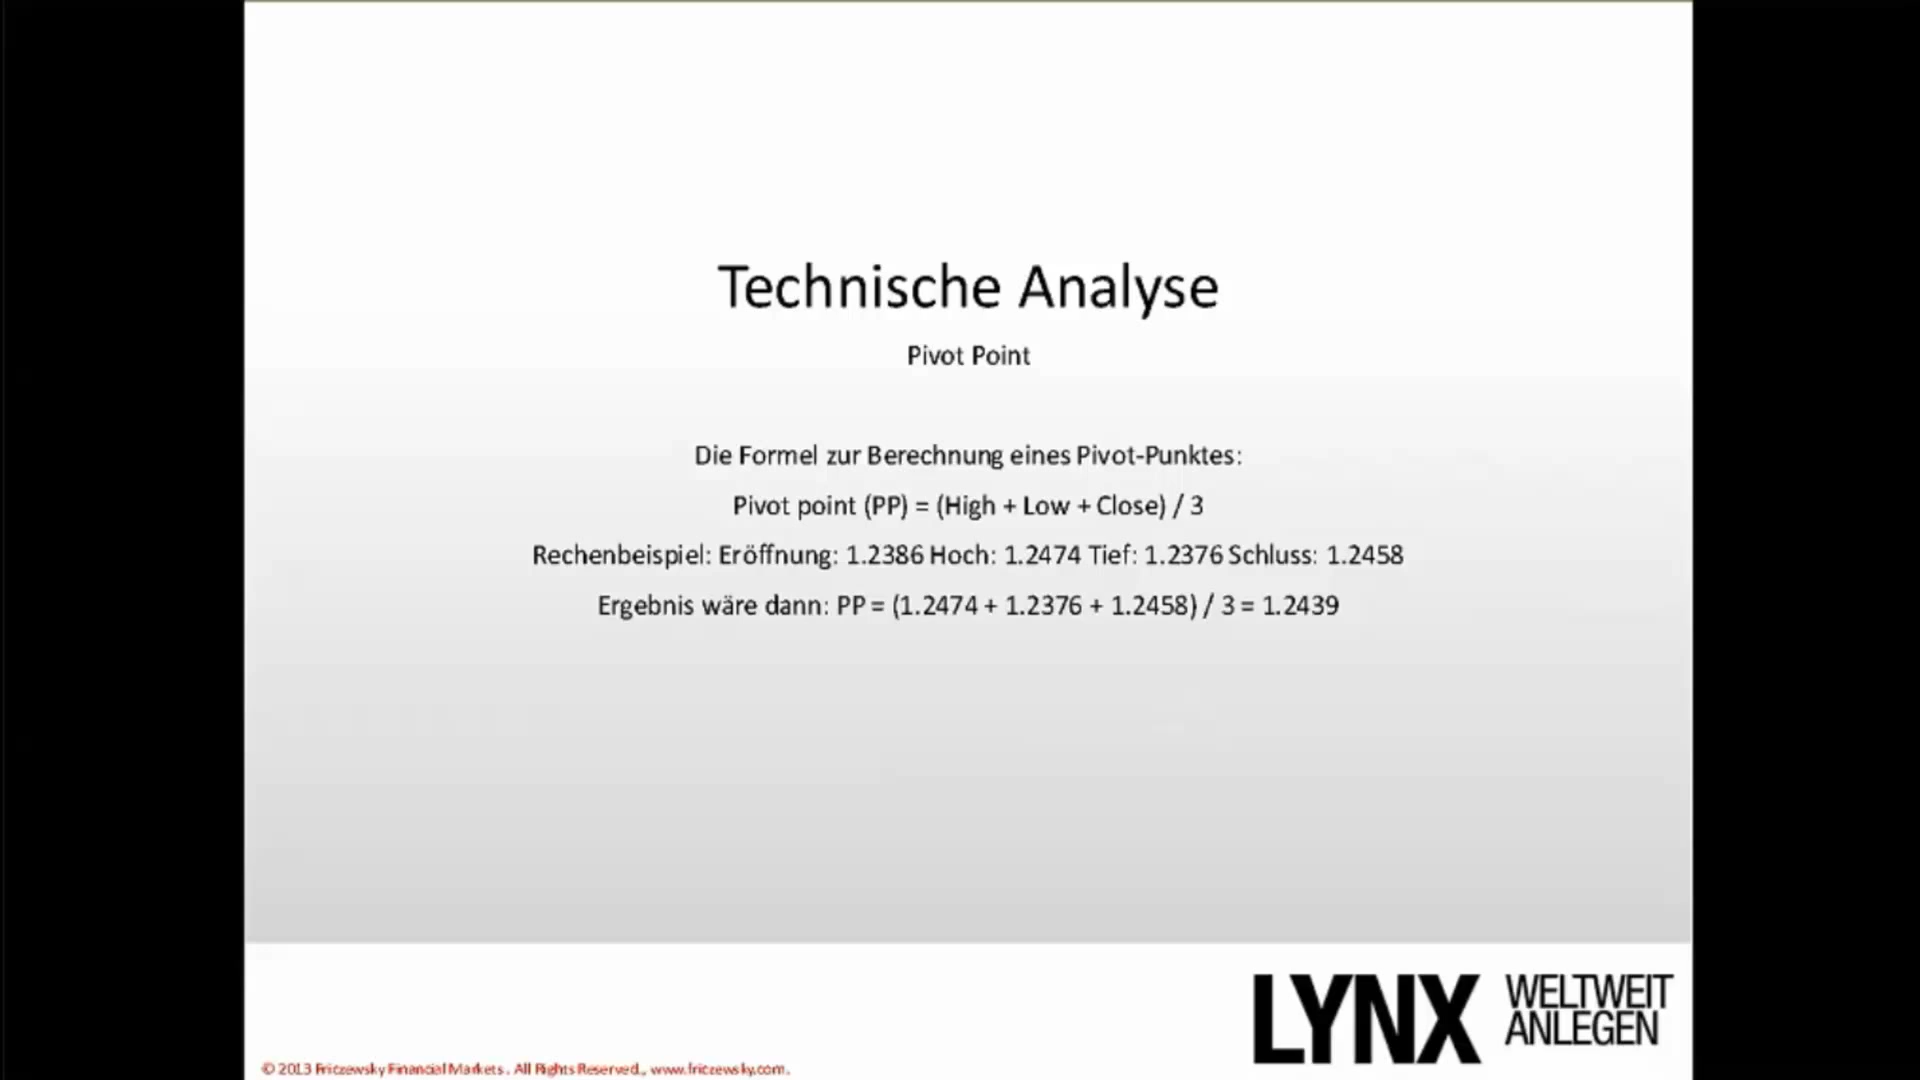 Technische Analyse
Pivot Point
Die Formel zur Berechnung eines Pivot-Punktes:
Pivot point (PP) = (High + Low + Close) / 3
Rechenbeispiel: Eröffnung: 1.2386 Hoch: 1.2474 Tief: 1.2376 Schluss: 1.2458
Ergebnis wäre dann: PP = (1.2474 + 1.2376 + 1.2458) / 3 = 1.2439
LYNX
WELTWEIT
ANLEGEN
© 2013 Friczewsky Financial Markets. All Rights Reserved., www.friczewsky.com.